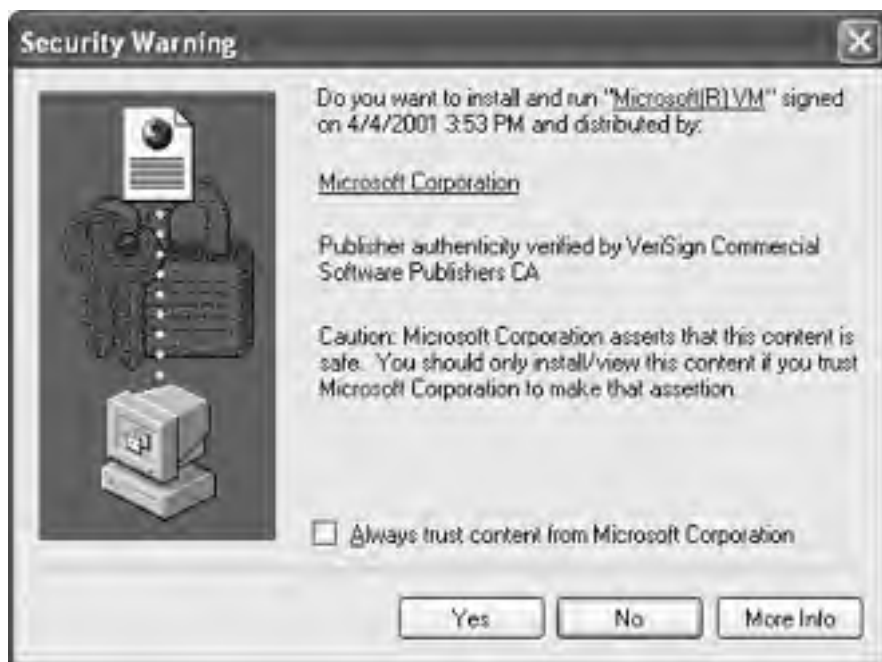 Security Warning
Do you want to install and run "Microsoft(R) VM" signed
on 4/4/2001 3:53 PM and distributed by:
Microsoft Corporation
Publisher authenticity verified by VeriSign Commercial
Software Publishers CA
Caution: Microsoft Corporation asserts that this content is
safe. You should only install/view this content if you trust
Microsoft Corporation to make that assertion.
Always trust content from Microsoft Corporation
Yes No More Info